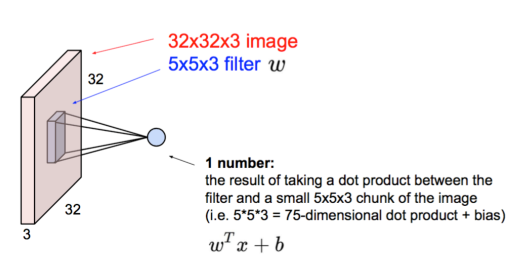 32x32x3 image
5x5x3 filter w
32
1 number:
the result of taking a dot product between the
filter and a small 5x5x3 chunk of the image
(i.e. 5*5*3 = 75-dimensional dot product + bias)
32
3
wᵀx + b